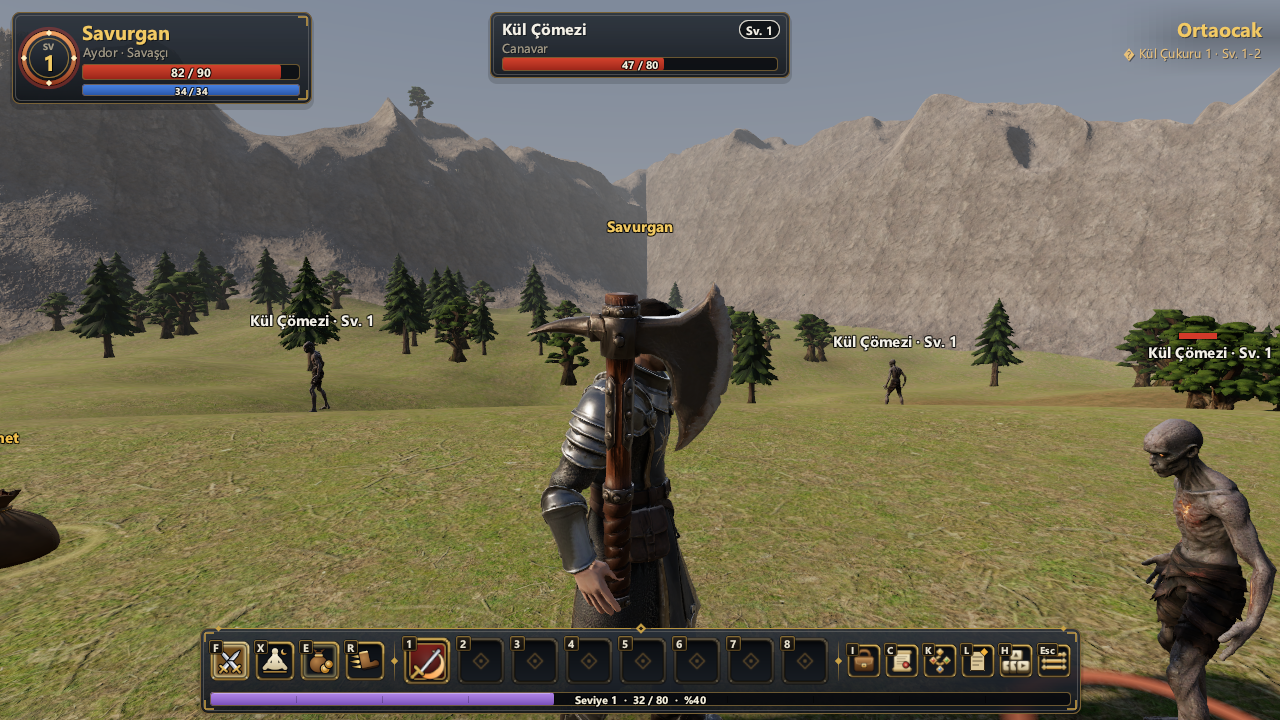 SV
1
Savurgan
Aydor · Savaşçı
82 / 90
34 / 34
Kül Çömezi
Sv. 1
Canavar
47 / 80
Ortaocak
Kül Çukuru 1 · Sv. 1-2
Savurgan
Kül Çömezi · Sv. 1
Kül Çömezi · Sv. 1
Kül Çömezi · Sv. 1
net
F X E R 1 2 3 4 5 6 7 8 I C K L H Esc
Seviye 1 · 32 / 80 · %40